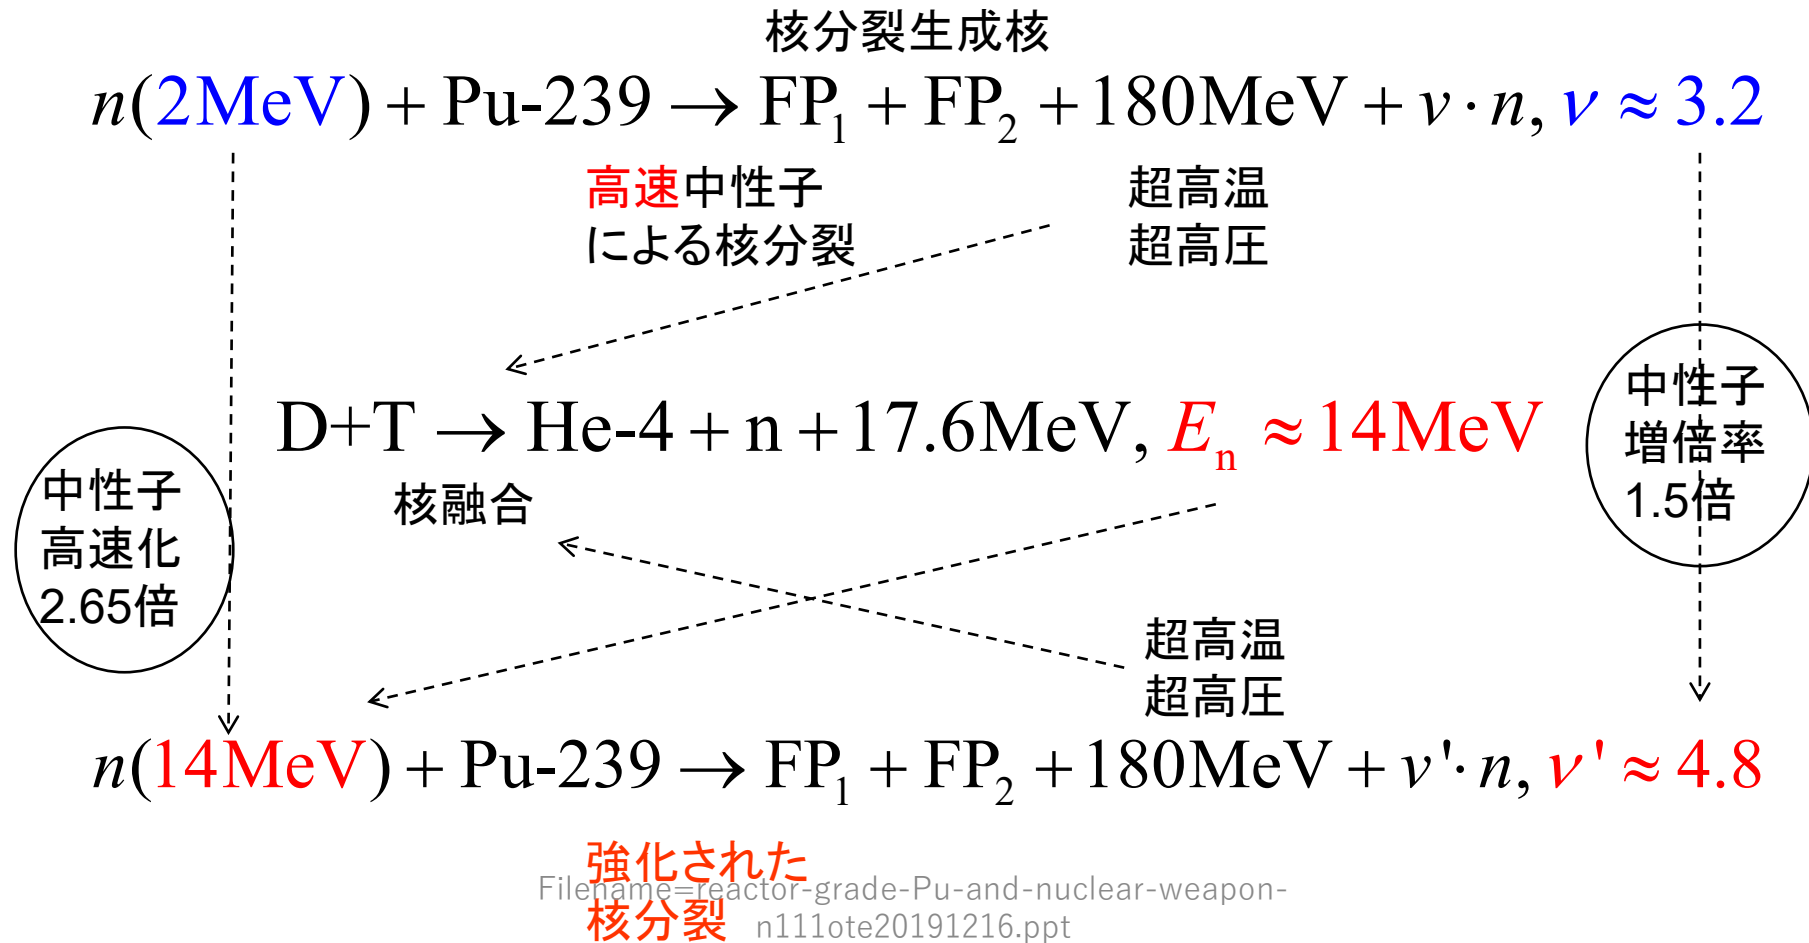 核分裂生成核
n(2MeV) + Pu-239 → FP₁ + FP₂ + 180MeV + ν · n, ν ≈ 3.2
高速中性子
による核分裂
超高温
超高圧
D+T → He-4 + n + 17.6MeV, Eₙ ≈ 14MeV
核融合
中性子
増倍率
1.5倍
中性子
高速化
2.65倍
超高温
超高圧
n(14MeV) + Pu-239 → FP₁ + FP₂ + 180MeV + ν'· n, ν' ≈ 4.8
強化された
核分裂
Filename=reactor-grade-Pu-and-nuclear-weapon-
n111ote20191216.ppt